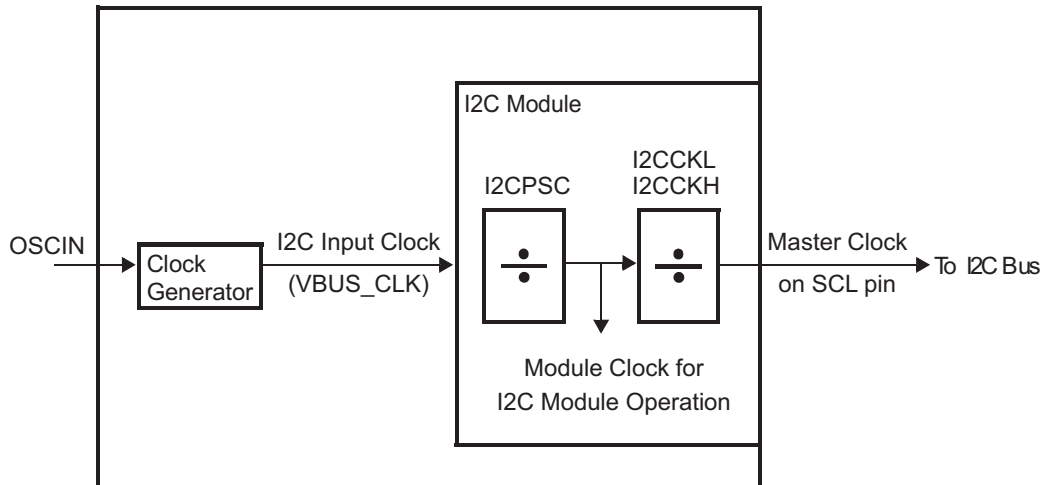 I2C Module
I2CPSC
I2CCKL
I2CCKH
OSCIN
Clock
Generator
I2C Input Clock
(VBUS_CLK)
Master Clock
on SCL pin
To I2C Bus
Module Clock for
I2C Module Operation